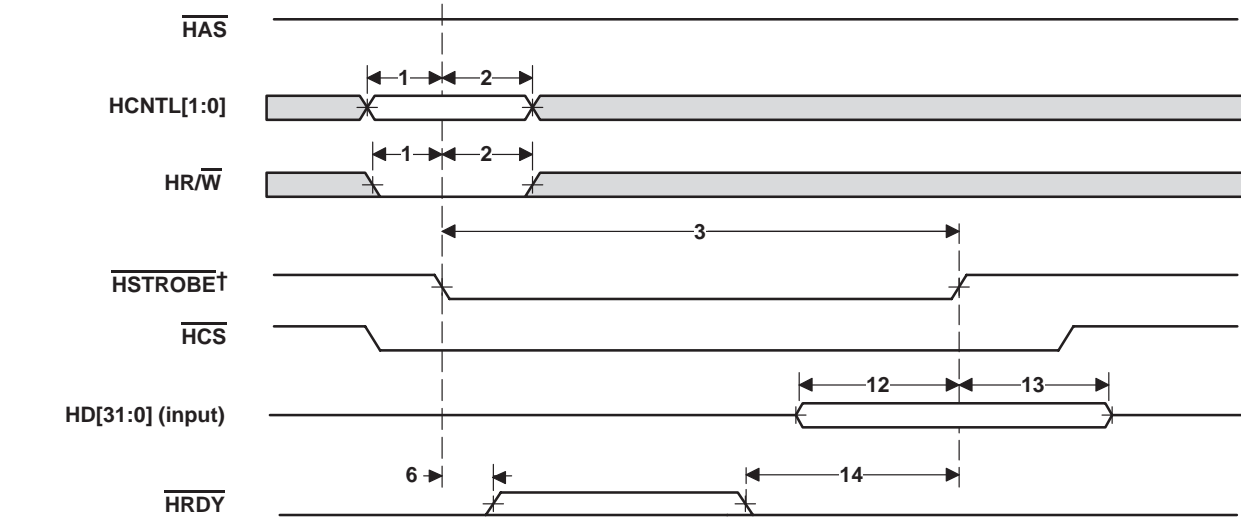 HAS
1 2
HCNTL[1:0]
1 2
HR/W
3
HSTROBE†
HCS
12 13
HD[31:0] (input)
6 14
HRDY